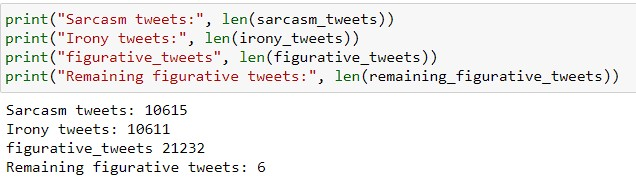 print("Sarcasm tweets:", len(sarcasm_tweets))
print("Irony tweets:", len(irony_tweets))
print("figurative_tweets", len(figurative_tweets))
print("Remaining figurative tweets:", len(remaining_figurative_tweets))
Sarcasm tweets: 10615
Irony tweets: 10611
figurative_tweets 21232
Remaining figurative tweets: 6